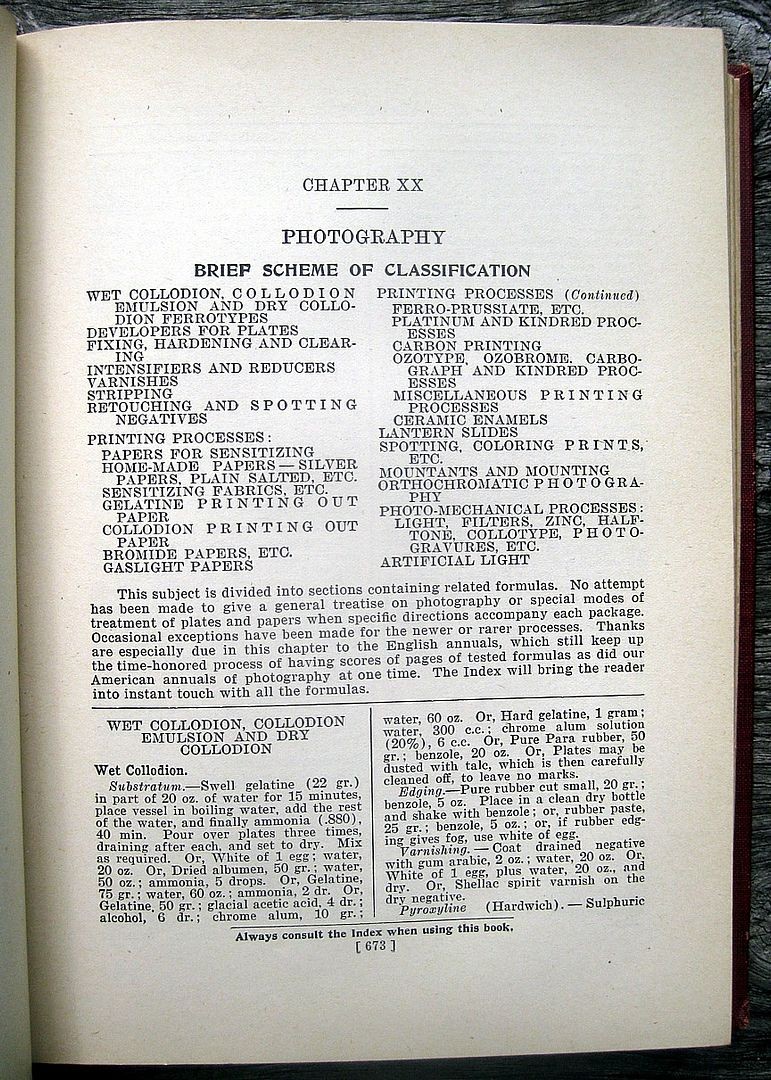 CHAPTER XX
PHOTOGRAPHY
BRIEF SCHEME OF CLASSIFICATION
WET COLLODION, COLLODION
EMULSION AND DRY COLLO-
DION FERROTYPES
DEVELOPERS FOR PLATES
FIXING, HARDENING AND CLEAR-
ING
INTENSIFIERS AND REDUCERS
VARNISHES
STRIPPING
RETOUCHING AND SPOTTING
NEGATIVES
PRINTING PROCESSES:
PAPERS FOR SENSITIZING
HOME-MADE PAPERS—SILVER
PAPERS, PLAIN SALTED, ETC.
SENSITIZING FABRICS, ETC.
GELATINE PRINTING OUT
PAPER
COLLODION PRINTING OUT
PAPER
BROMIDE PAPERS, ETC.
GASLIGHT PAPERS
PRINTING PROCESSES (Continued)
FERRO-PRUSSIATE, ETC.
PLATINUM AND KINDRED PROC-
ESSES
CARBON PRINTING
OZOTYPE, OZOBROME. CARBO-
GRAPH AND KINDRED PROC-
ESSES
MISCELLANEOUS PRINTING
PROCESSES
CERAMIC ENAMELS
LANTERN SLIDES
SPOTTING, COLORING PRINTS,
ETC.
MOUNTANTS AND MOUNTING
ORTHOCHROMATIC PHOTOGRA-
PHY
PHOTO-MECHANICAL PROCESSES:
LIGHT, FILTERS, ZINC, HALF-
TONE, COLLOTYPE, PHOTO-
GRAVURES, ETC.
ARTIFICIAL LIGHT
This subject is divided into sections containing related formulas. No attempt
has been made to give a general treatise on photography or special modes of
treatment of plates and papers when specific directions accompany each package.
Occasional exceptions have been made for the newer or rarer processes. Thanks
are especially due in this chapter to the English annuals, which still keep up
the time-honored process of having scores of pages of tested formulas as did our
American annuals of photography at one time. The Index will bring the reader
into instant touch with all the formulas.
WET COLLODION, COLLODION
EMULSION AND DRY
COLLODION
Wet Collodion.
Substratum.—Swell gelatine (22 gr.)
in part of 20 oz. of water for 15 minutes,
place vessel in boiling water, add the rest
of the water, and finally ammonia (.880),
40 min. Pour over plates three times,
draining after each, and set to dry. Mix
as required. Or, White of 1 egg; water,
20 oz. Or, Dried albumen, 50 gr.; water,
50 oz.; ammonia, 5 drops. Or, Gelatine,
75 gr.; water, 60 oz.; ammonia, 2 dr. Or,
Gelatine, 50 gr.; glacial acetic acid, 4 dr.;
alcohol, 6 dr.; chrome alum, 10 gr.;
water, 60 oz. Or, Hard gelatine, 1 gram;
water, 300 c.c.; chrome alum solution
(20%), 6 c.c. Or, Pure Para rubber, 50
gr.; benzole, 20 oz. Or, Plates may be
dusted with talc, which is then carefully
cleaned off, to leave no marks.
Edging.—Pure rubber cut small, 20 gr.;
benzole, 5 oz. Place in a clean dry bottle
and shake with benzole; or, rubber paste,
25 gr.; benzole, 5 oz.; or, if rubber edg-
ing gives fog, use white of egg.
Varnishing.—Coat drained negative
with gum arabic, 2 oz.; water, 20 oz. Or,
White of 1 egg, plus water, 20 oz., and
dry. Or, Shellac spirit varnish on the
dry negative.
Pyroxyline (Hardwich).—Sulphuric
Always consult the Index when using this book.
[673]